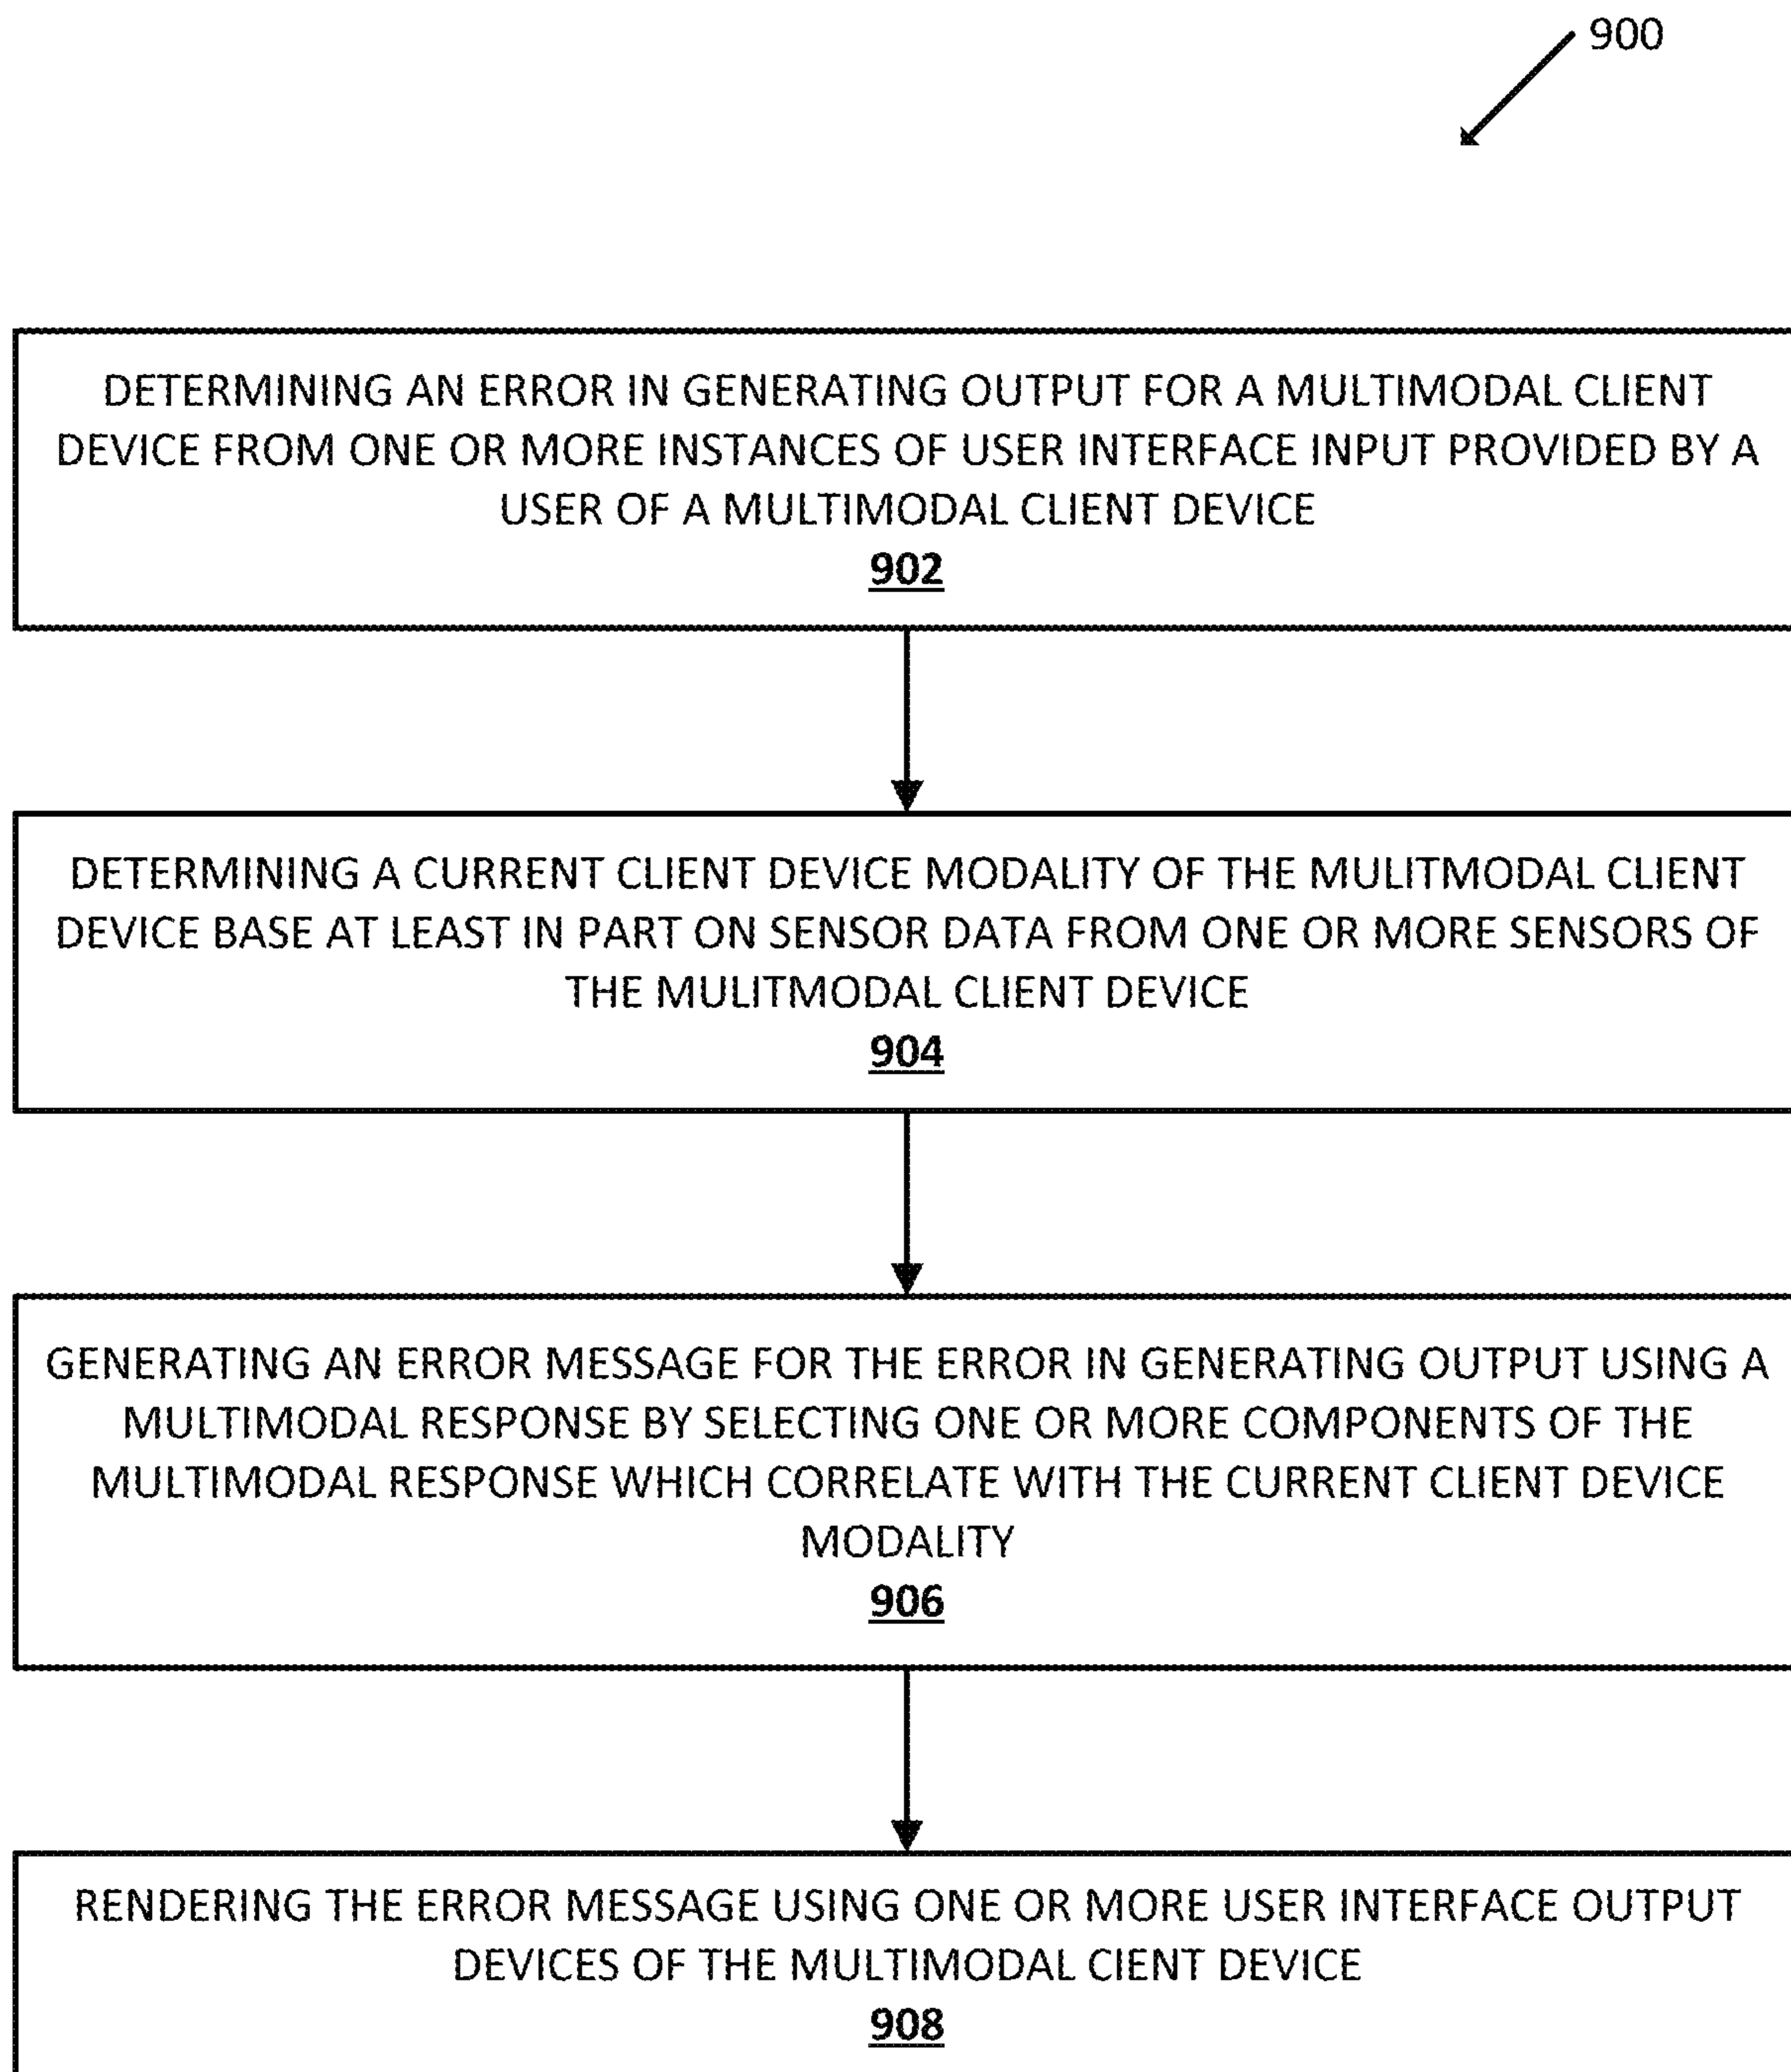 900
DETERMINING AN ERROR IN GENERATING OUTPUT FOR A MULTIMODAL CLIENT
DEVICE FROM ONE OR MORE INSTANCES OF USER INTERFACE INPUT PROVIDED BY A
USER OF A MULTIMODAL CLIENT DEVICE
902
DETERMINING A CURRENT CLIENT DEVICE MODALITY OF THE MULITMODAL CLIENT
DEVICE BASE AT LEAST IN PART ON SENSOR DATA FROM ONE OR MORE SENSORS OF
THE MULITMODAL CLIENT DEVICE
904
GENERATING AN ERROR MESSAGE FOR THE ERROR IN GENERATING OUTPUT USING A
MULTIMODAL RESPONSE BY SELECTING ONE OR MORE COMPONENTS OF THE
MULTIMODAL RESPONSE WHICH CORRELATE WITH THE CURRENT CLIENT DEVICE
MODALITY
906
RENDERING THE ERROR MESSAGE USING ONE OR MORE USER INTERFACE OUTPUT
DEVICES OF THE MULTIMODAL CIENT DEVICE
908